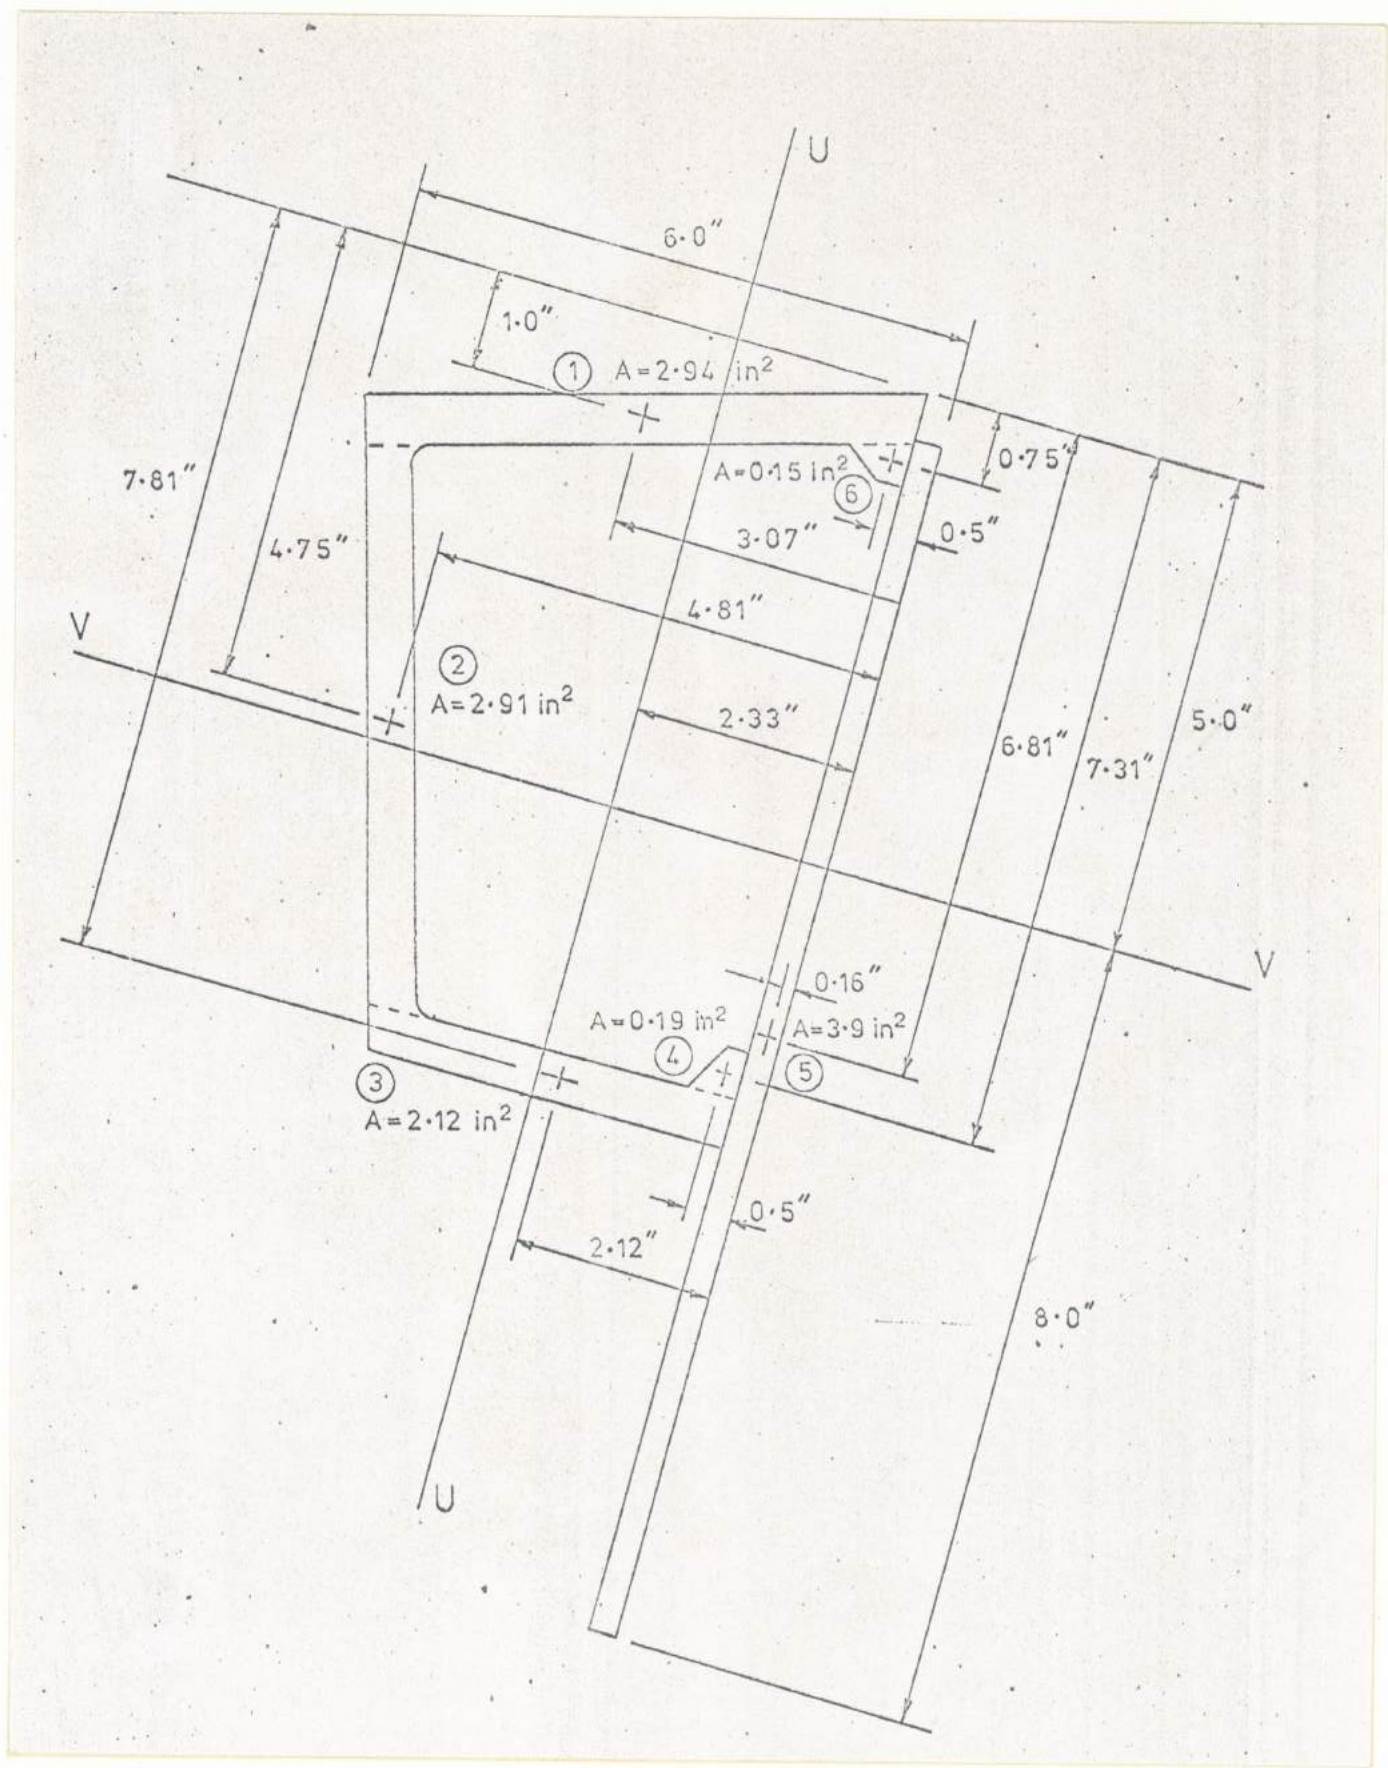 U
6·0"
1·0"
① A=2·94 in²
7·81"
4·75"
A=0·15 in²
⑥
0·75"
0·5"
3·07"
4·81"
V
②
A=2·91 in²
2·33"
6·81"
7·31"
5·0"
V
0·16"
A=0·19 in²
④
A=3·9 in²
⑤
③
A=2·12 in²
0·5"
2·12"
8·0"
U